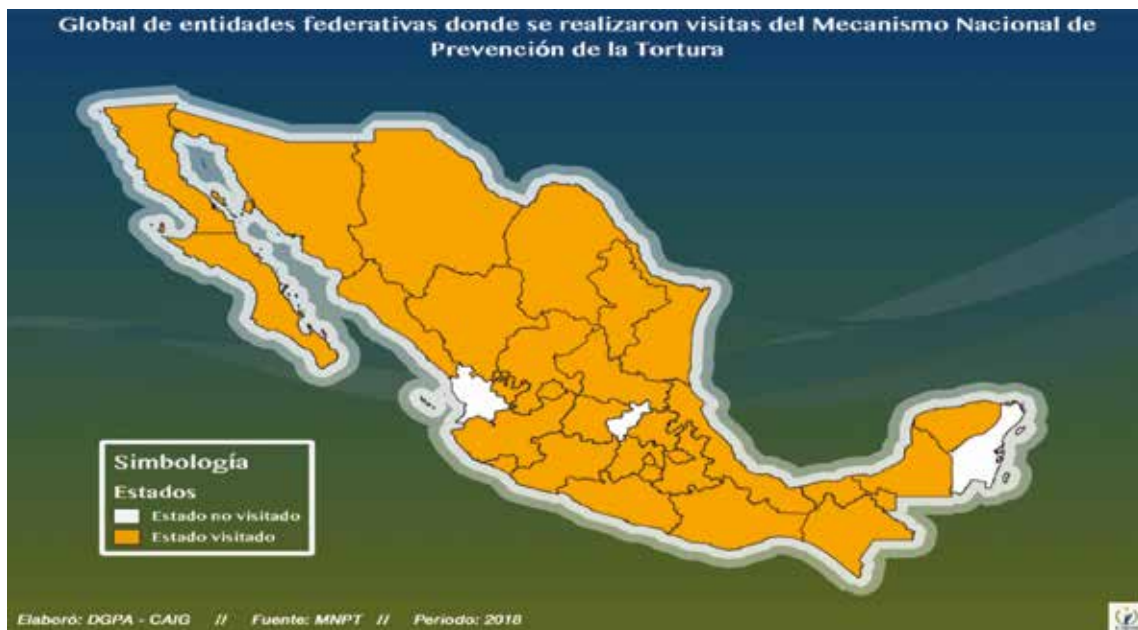 Global de entidades federativas donde se realizaron visitas del Mecanismo Nacional de
Prevención de la Tortura
Simbología
Estados
Estado no visitado
Estado visitado
Elaboró: DGPA - CAIG // Fuente: MNPT // Periodo: 2018